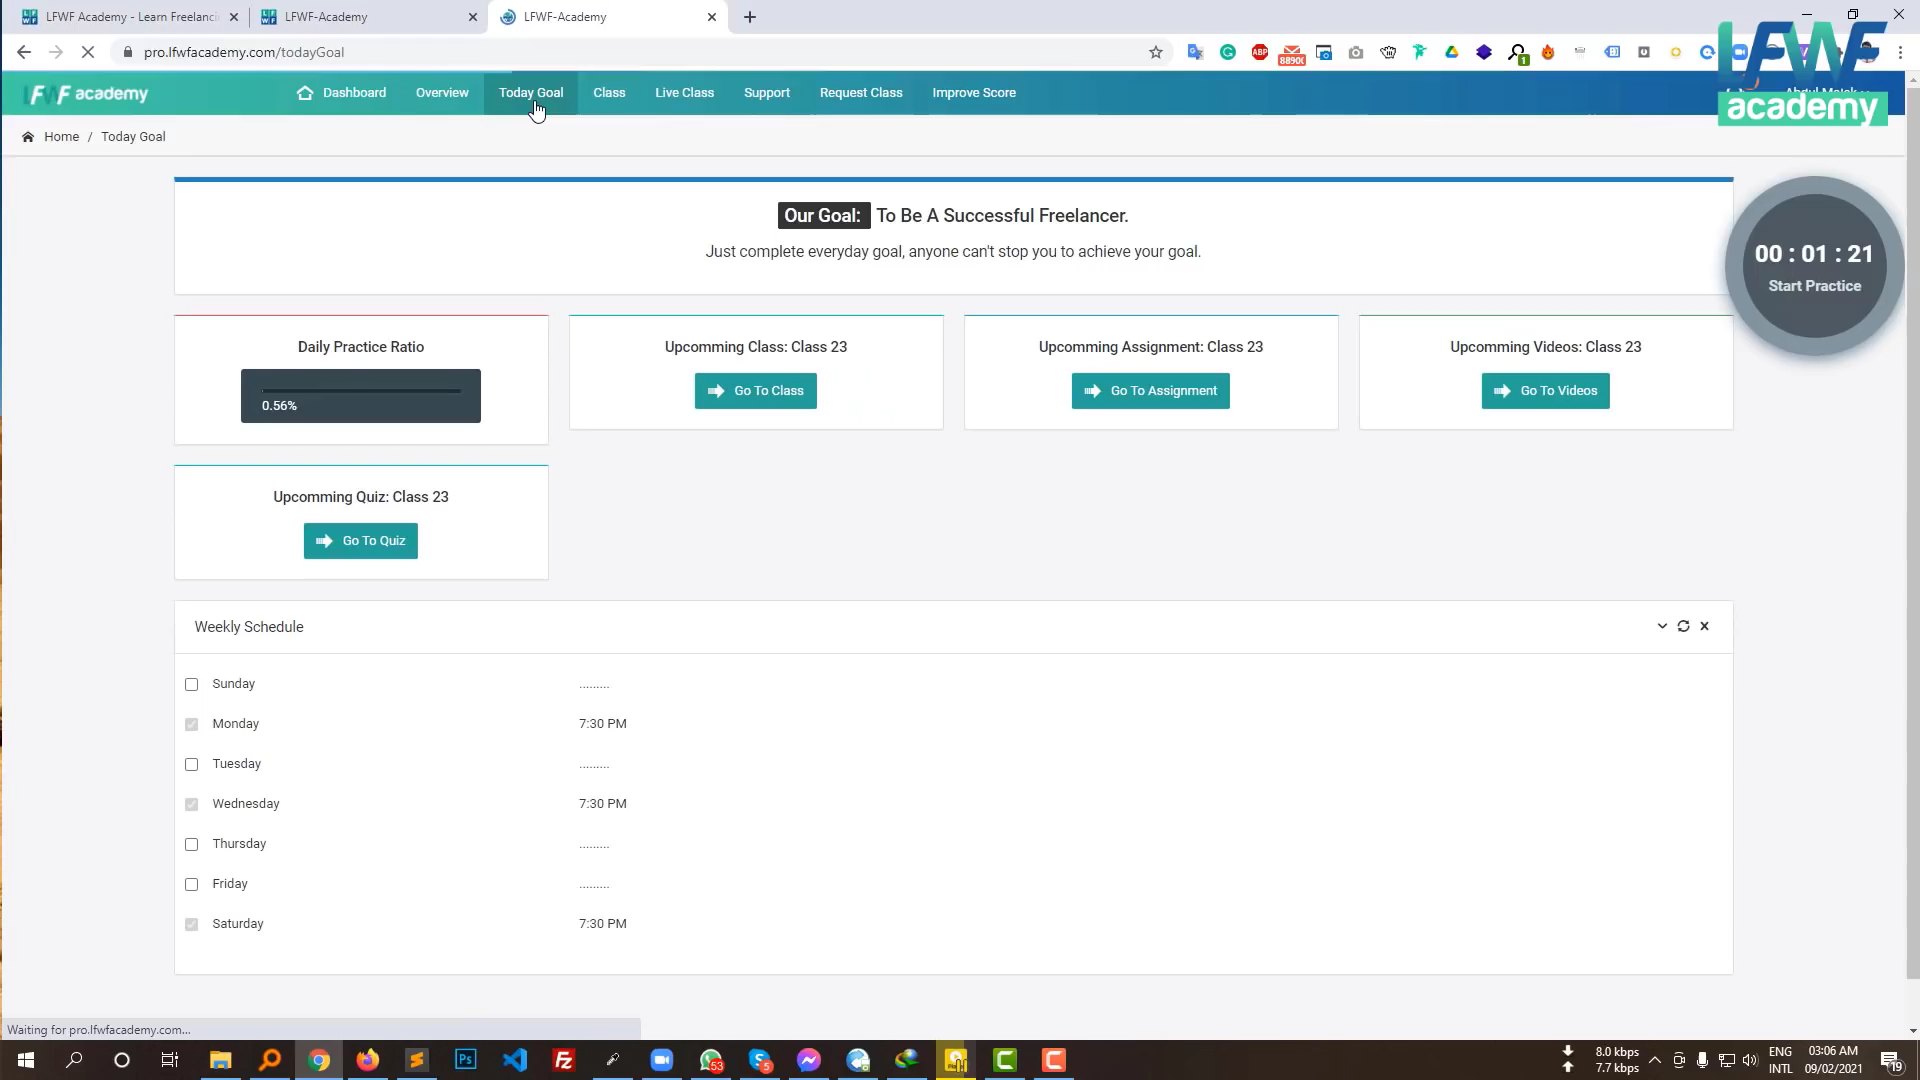 LFWF Academy - Learn Freelancin
LFWF-Academy
LFWF-Academy
pro.lfwfacademy.com/todayGoal
LFWF academy
Dashboard
Overview
Today Goal
Class
Live Class
Support
Request Class
Improve Score
LFWF
academy
Home / Today Goal
Our Goal: To Be A Successful Freelancer.
Just complete everyday goal, anyone can't stop you to achieve your goal.
00 : 01 : 21
Start Practice
Daily Practice Ratio
0.56%
Upcomming Class: Class 23
Go To Class
Upcomming Assignment: Class 23
Go To Assignment
Upcomming Videos: Class 23
Go To Videos
Upcomming Quiz: Class 23
Go To Quiz
Weekly Schedule
Sunday .........
Monday 7:30 PM
Tuesday .........
Wednesday 7:30 PM
Thursday .........
Friday .........
Saturday 7:30 PM
Waiting for pro.lfwfacademy.com...
8.0 kbps
7.7 kbps
ENG
INTL
03:06 AM
09/02/2021